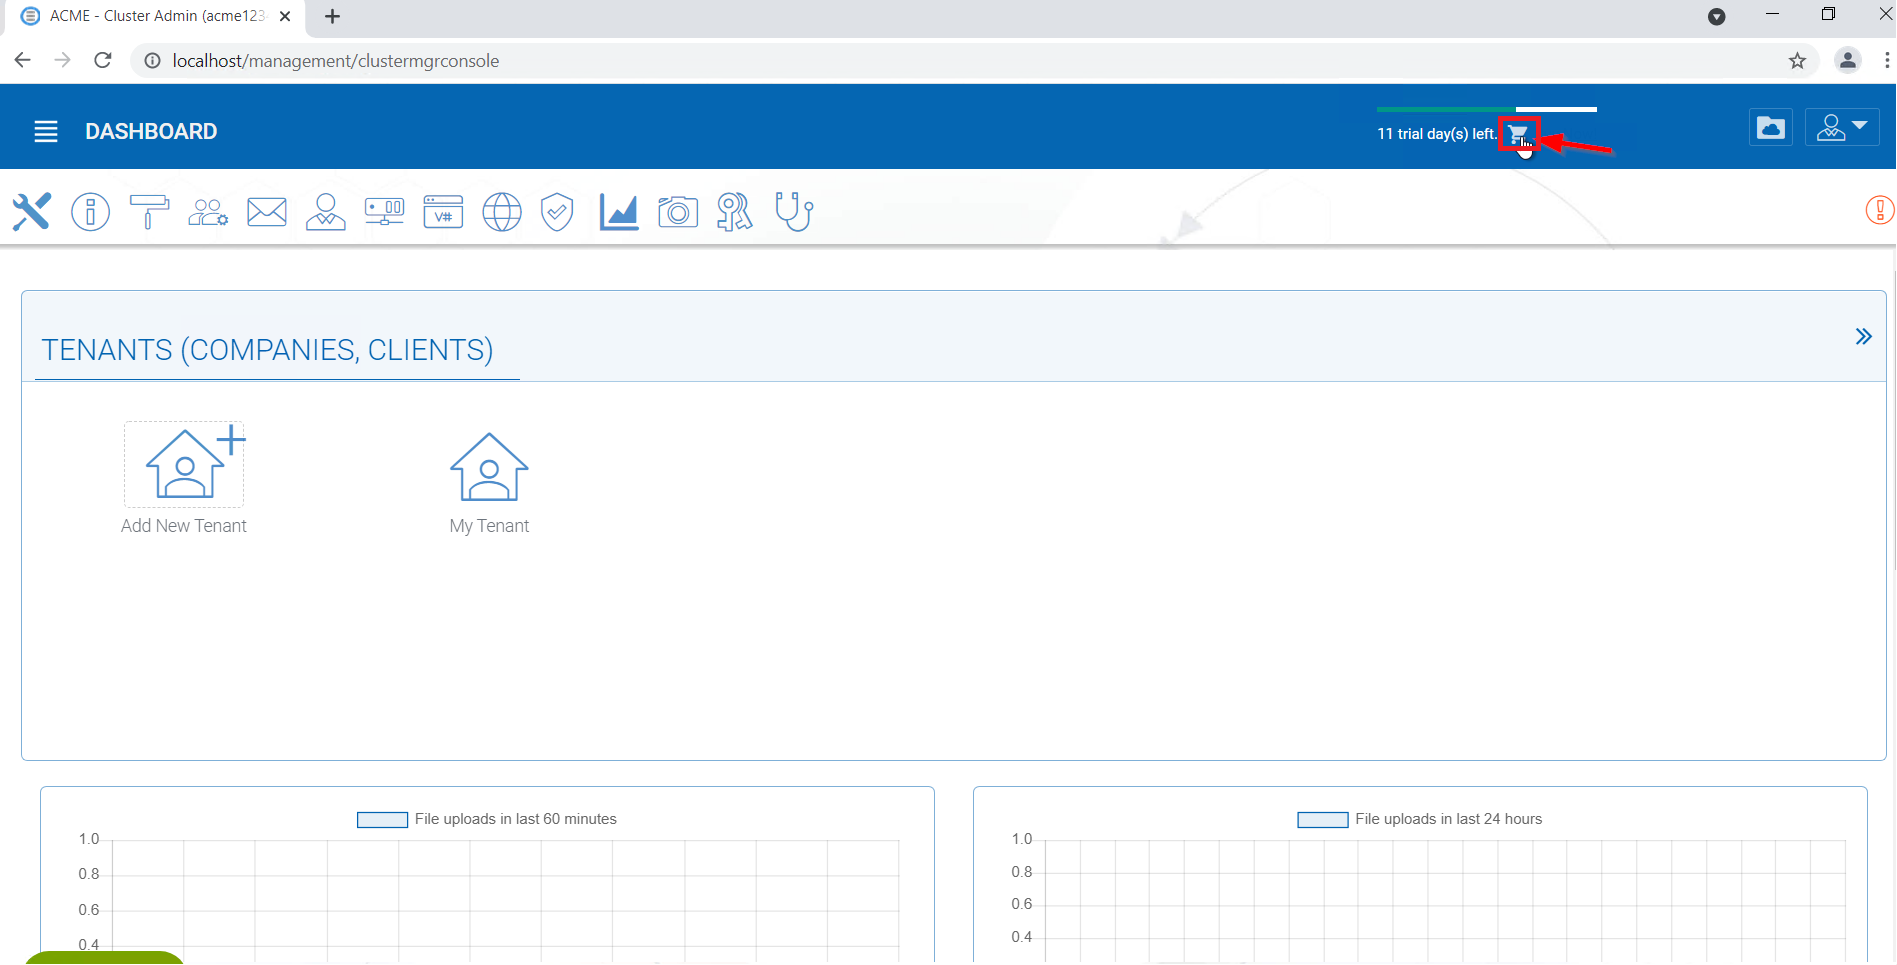 ACME - Cluster Admin (acme123
localhost/management/clustermgrconsole
DASHBOARD
11 trial day(s) left.
V#
TENANTS (COMPANIES, CLIENTS)
Add New Tenant
My Tenant
File uploads in last 60 minutes
1.0
0.8
0.6
0.4
File uploads in last 24 hours
1.0
0.8
0.6
0.4